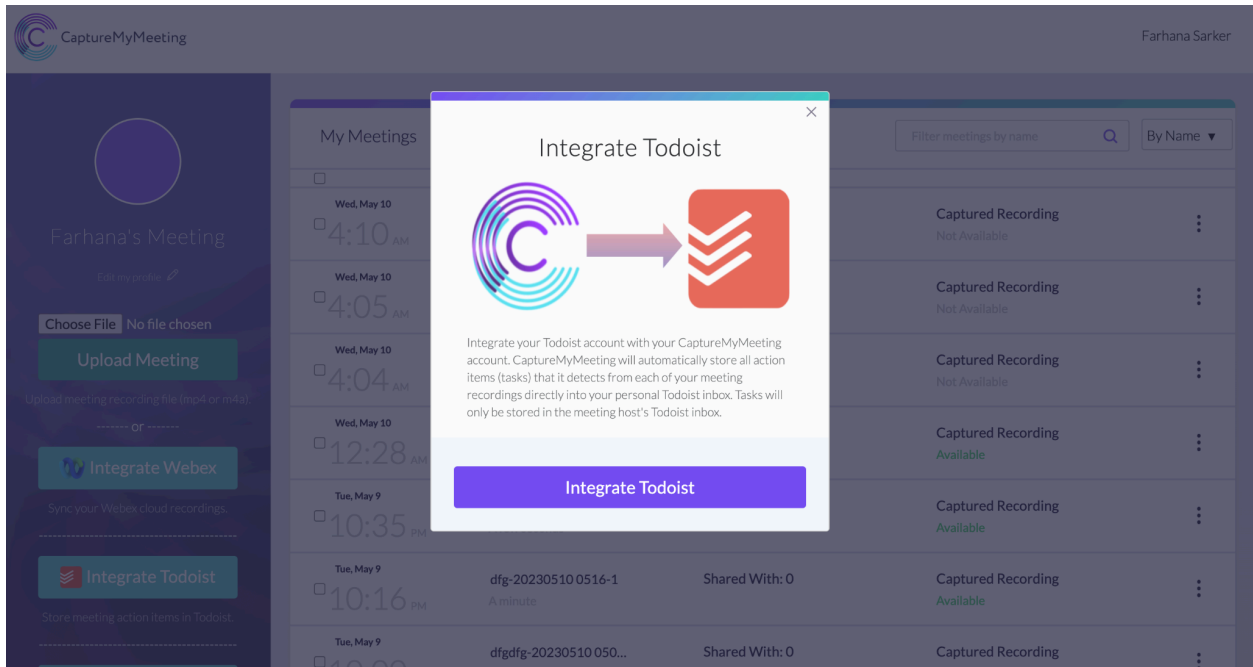 CaptureMyMeeting
Farhana Sarker
Farhana's Meeting
Edit my profile
Choose File No file chosen
Upload Meeting
Upload meeting recording file (mp4 or m4a).
------- or -------
Integrate Webex
Sync your Webex cloud recordings.
Integrate Todoist
Store meeting action items in Todoist.
My Meetings
Filter meetings by name
By Name ▼
Wed, May 10
4:10 AM
Captured Recording
Not Available
Wed, May 10
4:05 AM
Captured Recording
Not Available
Wed, May 10
4:04 AM
Captured Recording
Not Available
Wed, May 10
12:28 AM
Captured Recording
Available
Tue, May 9
10:35 PM
Captured Recording
Available
Tue, May 9
10:16 PM
dfg-20230510 0516-1
A minute
Shared With: 0
Captured Recording
Available
Tue, May 9
dfgdfg-20230510 050...
Shared With: 0
Captured Recording
Integrate Todoist
Integrate your Todoist account with your CaptureMyMeeting
account. CaptureMyMeeting will automatically store all action
items (tasks) that it detects from each of your meeting
recordings directly into your personal Todoist inbox. Tasks will
only be stored in the meeting host's Todoist inbox.
Integrate Todoist